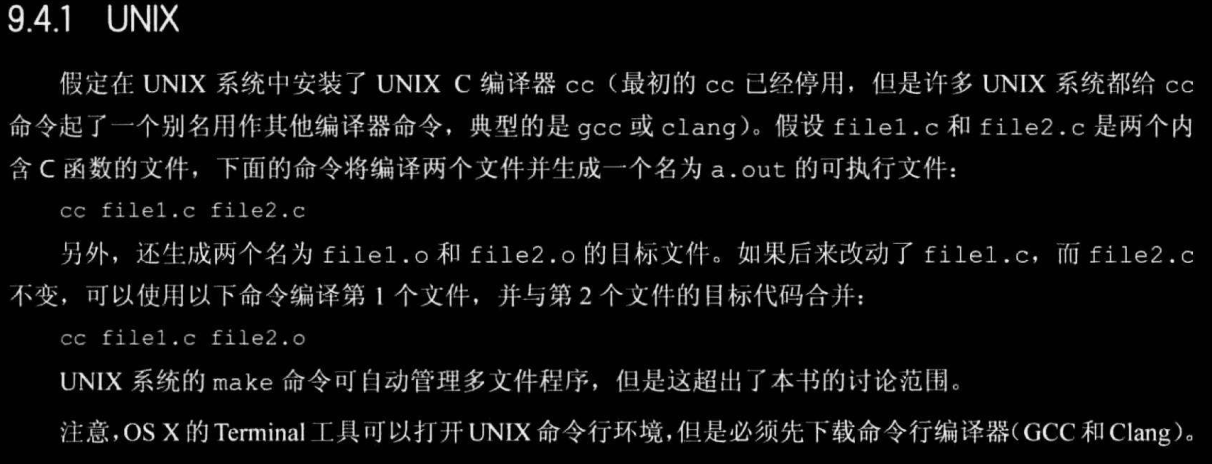 9.4.1 UNIX
假定在 UNIX 系统中安装了 UNIX C 编译器 cc（最初的 cc 已经停用，但是许多 UNIX 系统都给 cc
命令起了一个别名用作其他编译器命令，典型的是 gcc 或 clang）。假设 file1.c 和 file2.c 是两个内
含 C 函数的文件，下面的命令将编译两个文件并生成一个名为 a.out 的可执行文件：
cc file1.c file2.c
另外，还生成两个名为 file1.o 和 file2.o 的目标文件。如果后来改动了 file1.c，而 file2.c
不变，可以使用以下命令编译第 1 个文件，并与第 2 个文件的目标代码合并：
cc file1.c file2.o
UNIX 系统的 make 命令可自动管理多文件程序，但是这超出了本书的讨论范围。
注意，OS X 的 Terminal 工具可以打开 UNIX 命令行环境，但是必须先下载命令行编译器（GCC 和 Clang）。